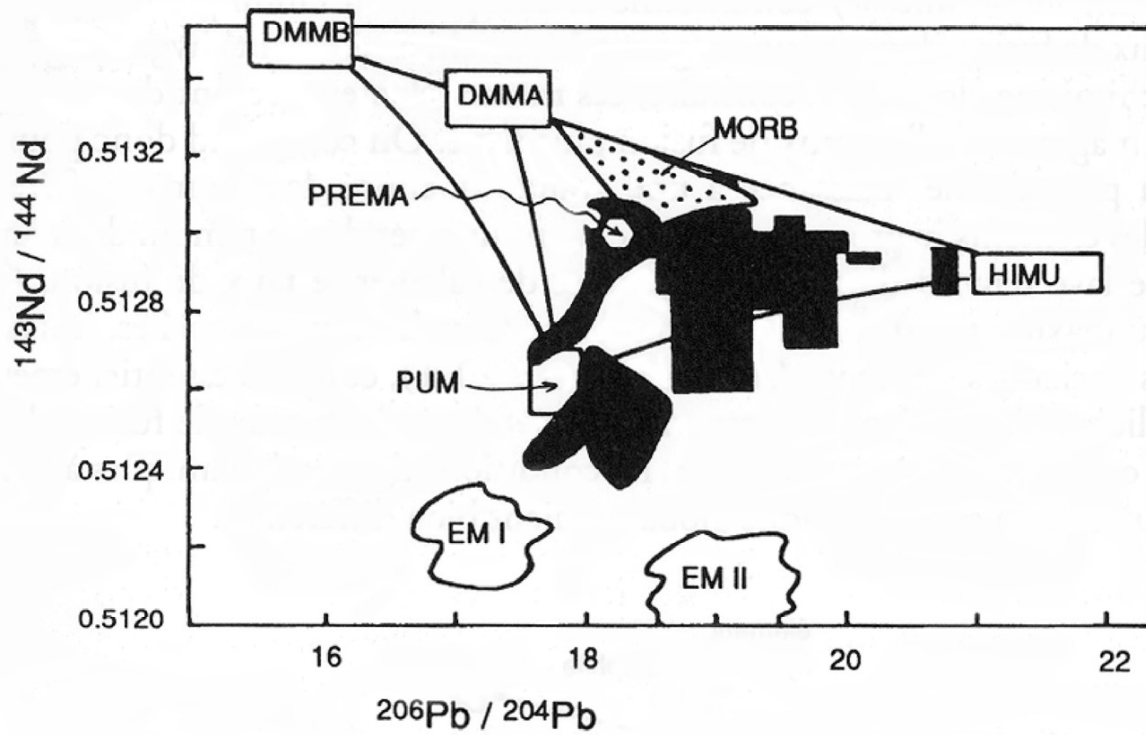 DMMB
DMMA
MORB
PREMA
HIMU
PUM
EM I
EM II
0.5132
0.5128
0.5124
0.5120
143Nd / 144 Nd
16 18 20 22
206Pb / 204Pb